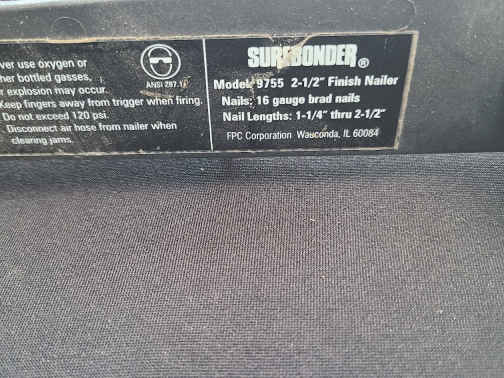 ver use oxygen or
her bottled gasses,
r explosion may occur.
Keep fingers away from trigger when firing.
Do not exceed 120 psi.
Disconnect air hose from nailer when
clearing jams.
ANSI Z87.1
SUREBONDER®
Model: 9755 2-1/2" Finish Nailer
Nails: 16 gauge brad nails
Nail Lengths: 1-1/4" thru 2-1/2"
FPC Corporation Wauconda, IL 60084